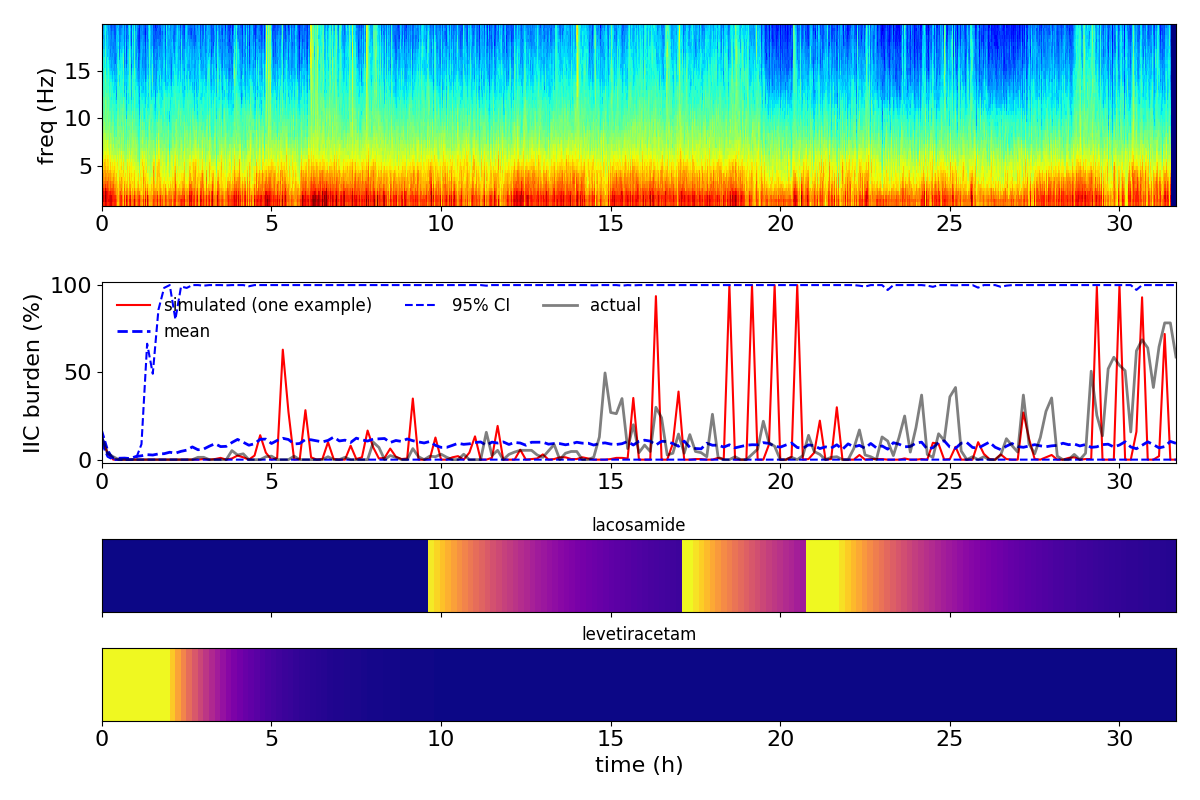 15
10
5
freq (Hz)
0 5 10 15 20 25 30
100
50
0
IIC burden (%)
simulated (one example) 95% CI actual
mean
0 5 10 15 20 25 30
lacosamide
levetiracetam
0 5 10 15 20 25 30
time (h)